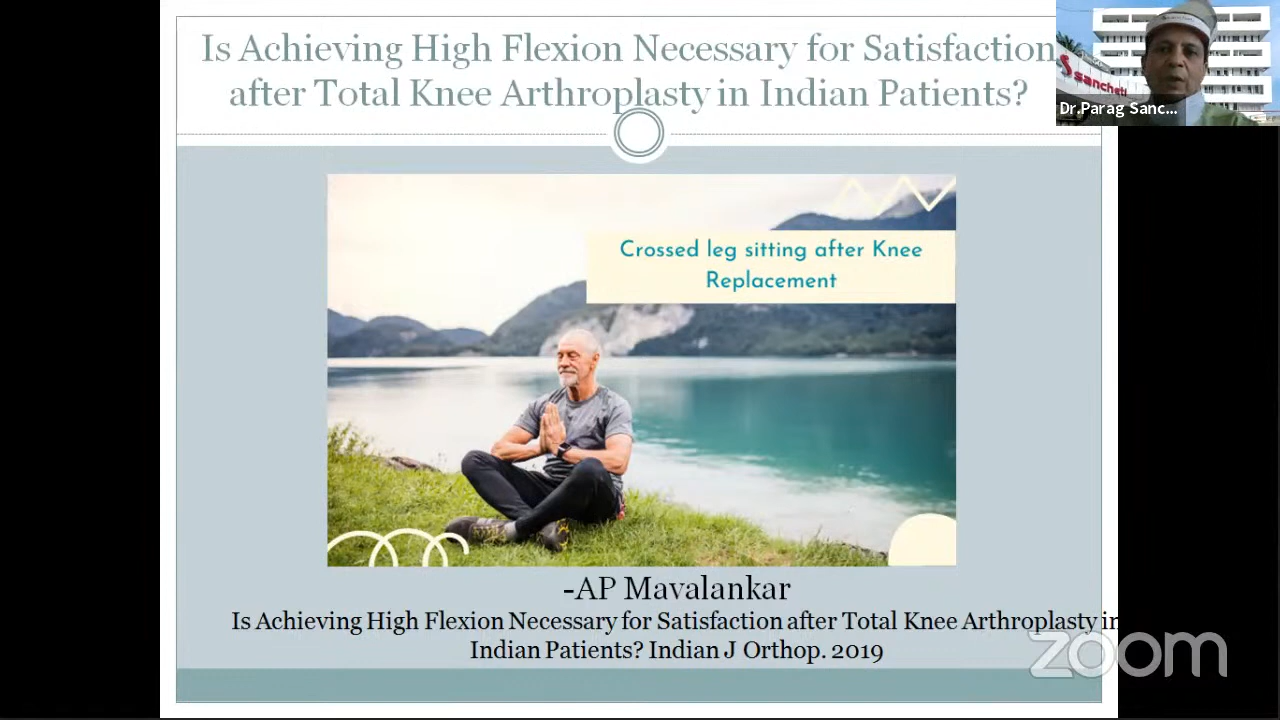 Is Achieving High Flexion Necessary for Satisfaction
after Total Knee Arthroplasty in Indian Patients?
sancheti
Dr.Parag Sanc...
Crossed leg sitting after Knee
Replacement
-AP Mavalankar
Is Achieving High Flexion Necessary for Satisfaction after Total Knee Arthroplasty in
Indian Patients? Indian J Orthop. 2019
zoom